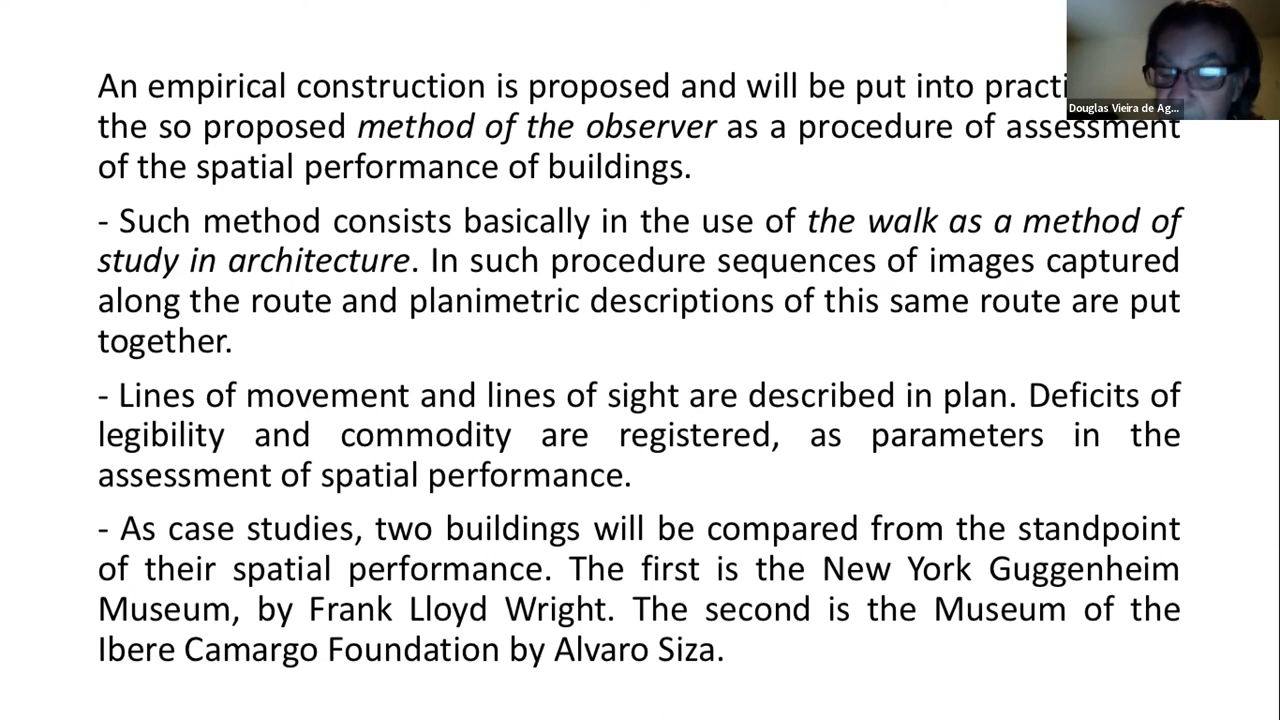 An empirical construction is proposed and will be put into
the so proposed method of the observer as a procedure of assessment
of the spatial performance of buildings.
- Such method consists basically in the use of the walk as a method of
study in architecture. In such procedure sequences of images captured
along the route and planimetric descriptions of this same route are put
together.
- Lines of movement and lines of sight are described in plan. Deficits of
legibility and commodity are registered, as parameters in the
assessment of spatial performance.
- As case studies, two buildings will be compared from the standpoint
of their spatial performance. The first is the New York Guggenheim
Museum, by Frank Lloyd Wright. The second is the Museum of the
Ibere Camargo Foundation by Alvaro Siza.
Douglas Vieira de Ag...